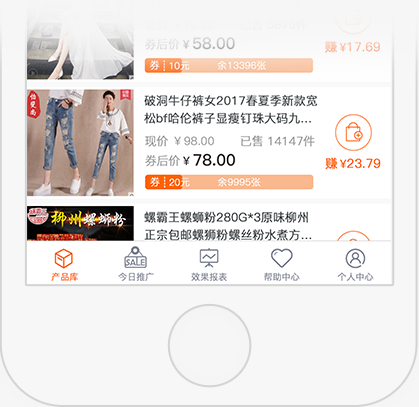 券后价 ¥ 58.00
赚 ¥17.69
券 10元 余13396张
怕瓷尚
破洞牛仔裤女2017春夏季新款宽
松bf哈伦裤子显瘦钉珠大码九...
现价 ¥ 98.00 已售 14147件
券后价 ¥ 78.00
赚 ¥23.79
券 20元 余9995张
柳州螺蛳粉
螺霸王螺蛳粉280G*3原味柳州
正宗包邮螺狮粉螺丝粉水煮方...
产品库
SALE
今日推广
效果报表
帮助中心
个人中心